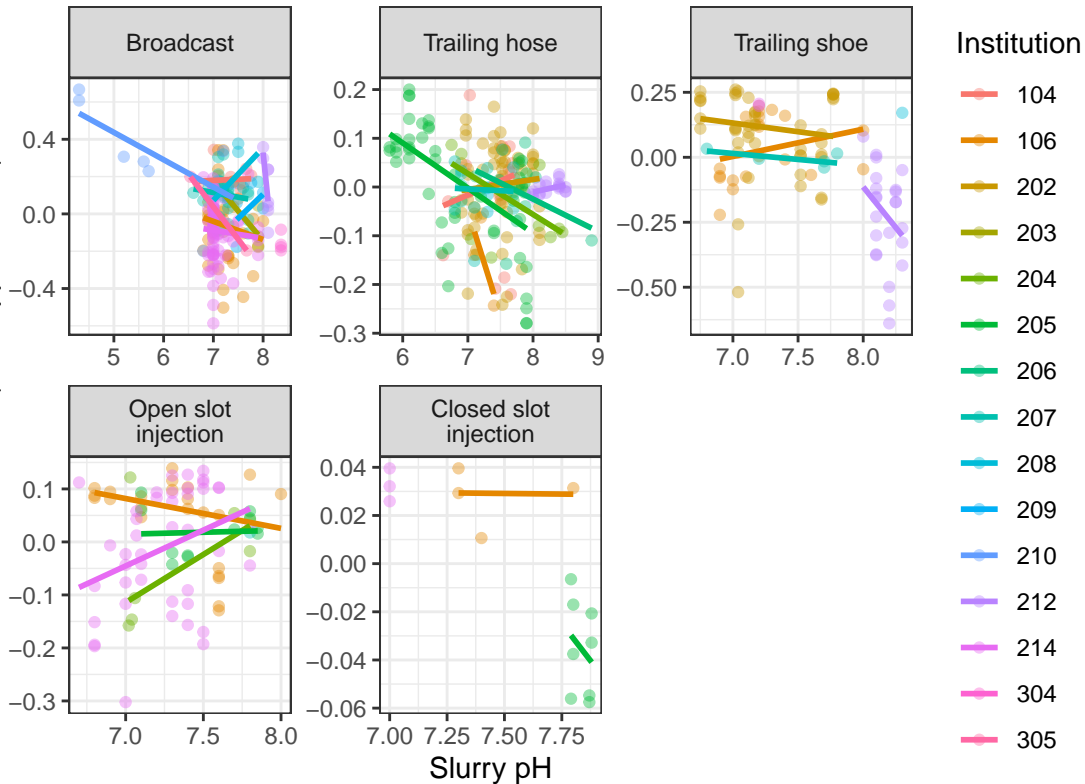 Broadcast
Trailing hose
Trailing shoe
Institution
0.4
0.0
−0.4
5 6 7 8
0.2
0.1
0.0
−0.1
−0.2
−0.3
6 7 8 9
0.25
0.00
−0.25
−0.50
7.0 7.5 8.0
Open slot
injection
Closed slot
injection
0.1
0.0
−0.1
−0.2
−0.3
7.0 7.5 8.0
0.04
0.02
0.00
−0.02
−0.04
−0.06
7.00 7.25 7.50 7.75
Slurry pH
104
106
202
203
204
205
206
207
208
209
210
212
214
304
305